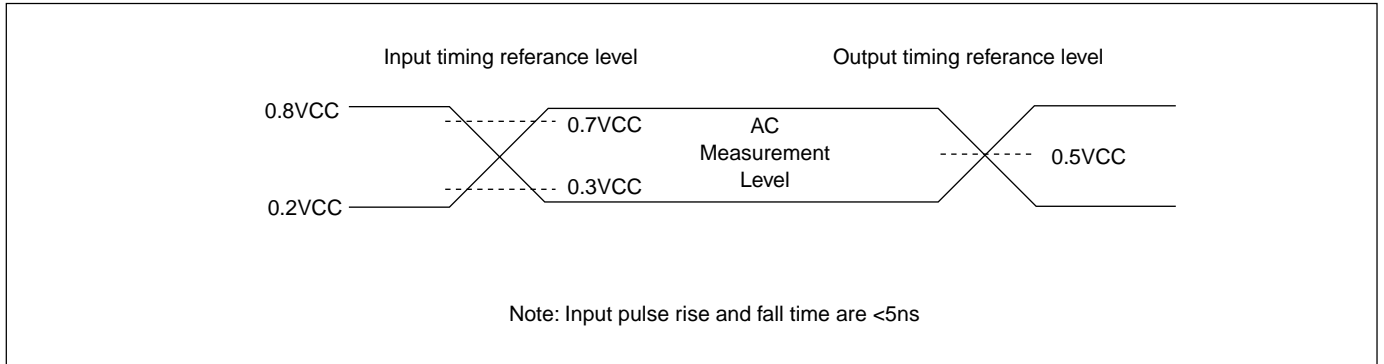 Input timing referance level
Output timing referance level
0.8VCC
0.7VCC
AC
Measurement
Level
0.5VCC
0.3VCC
0.2VCC
Note: Input pulse rise and fall time are <5ns